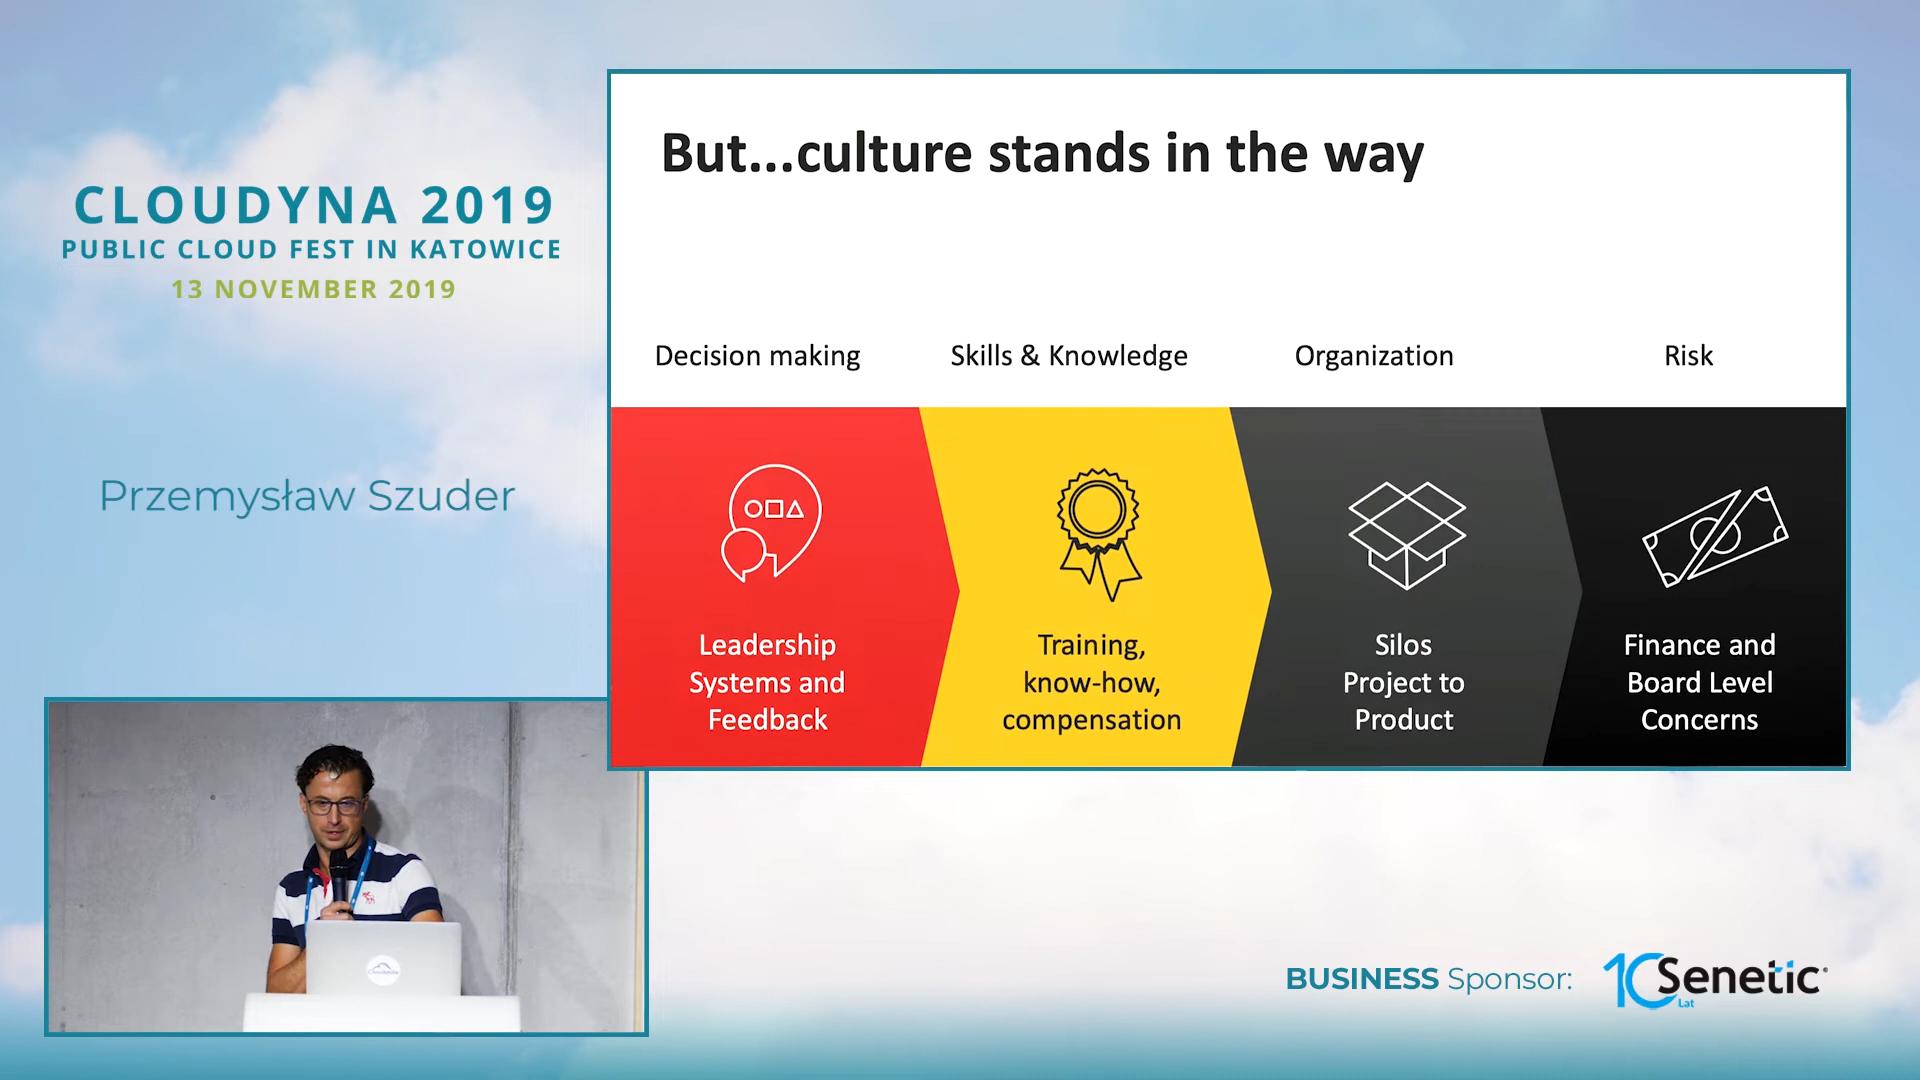 CLOUDYNA 2019
PUBLIC CLOUD FEST IN KATOWICE
13 NOVEMBER 2019
Przemysław Szuder
But...culture stands in the way
Decision making
Skills & Knowledge
Organization
Risk
Leadership
Systems and
Feedback
Training,
know-how,
compensation
Silos
Project to
Product
Finance and
Board Level
Concerns
BUSINESS Sponsor:
10 Senetic
Lat